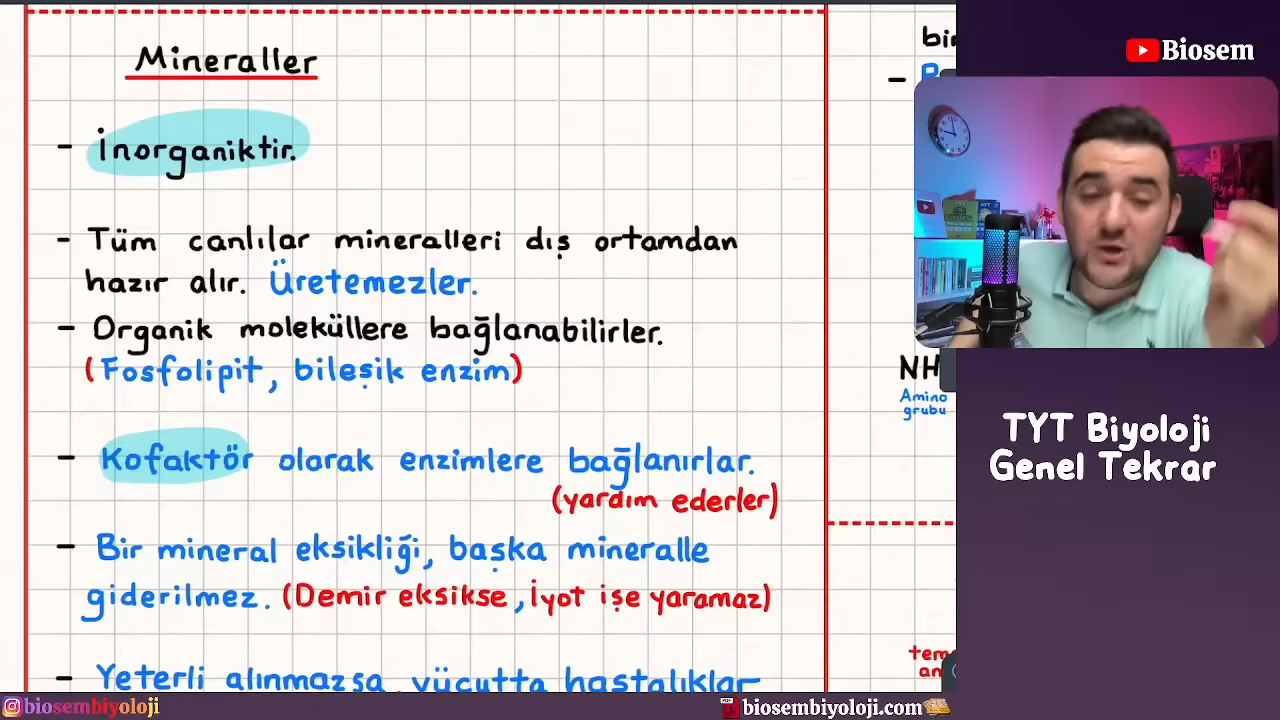 Mineraller
- İnorganiktir.
- Tüm canlılar mineralleri dış ortamdan
hazır alır. Üretemezler.
- Organik moleküllere bağlanabilirler.
(Fosfolipit, bileşik enzim)
- Kofaktör olarak enzimlere bağlanırlar.
(yardım ederler)
- Bir mineral eksikliği, başka mineralle
giderilmez. (Demir eksikse, İyot işe yaramaz)
- Yeterli alınmazsa vücutta hastalıklar
NH
Amino
grubu
Biosem
TYT Biyoloji
Genel Tekrar
biosembiyoloji
biosembiyoloji.com